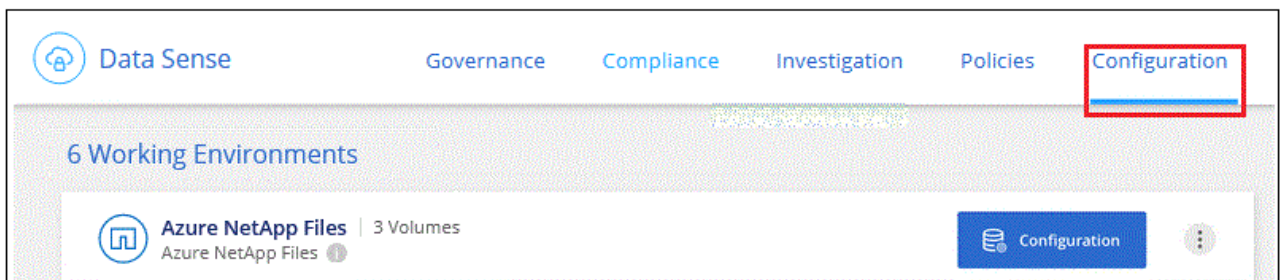 Data Sense Governance Compliance Investigation Policies Configuration
6 Working Environments
Azure NetApp Files | 3 Volumes
Azure NetApp Files
Configuration